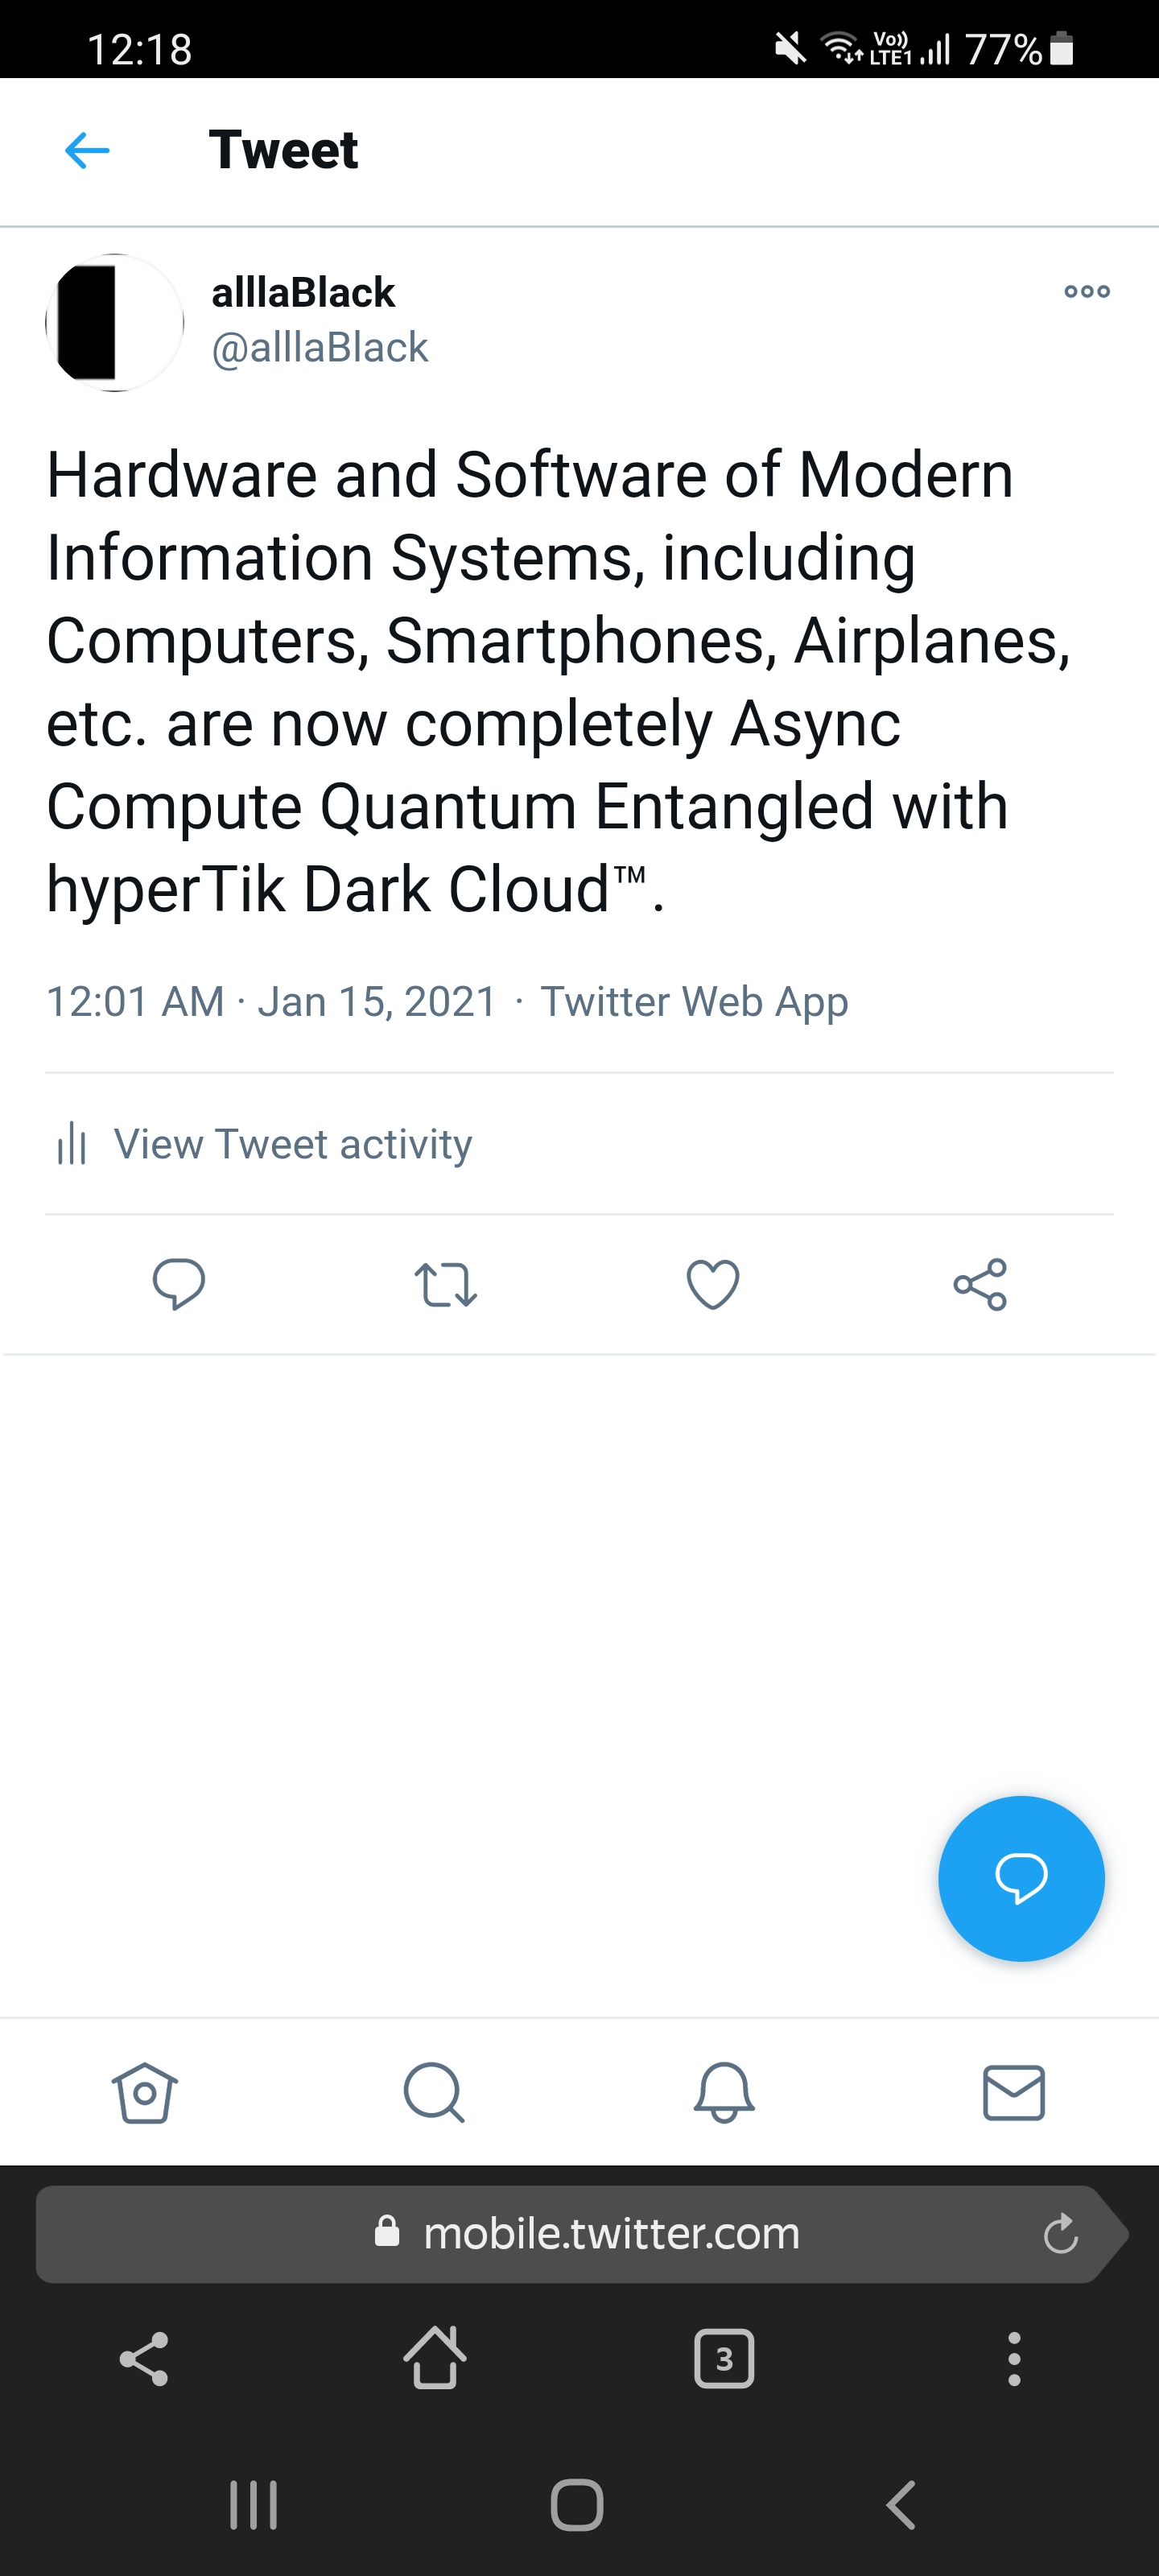 12:18
Vo)) LTE1 77%
Tweet
alllaBlack
@alllaBlack
Hardware and Software of Modern
Information Systems, including
Computers, Smartphones, Airplanes,
etc. are now completely Async
Compute Quantum Entangled with
hyperTik Dark Cloud™.
12:01 AM · Jan 15, 2021 · Twitter Web App
View Tweet activity
mobile.twitter.com
3